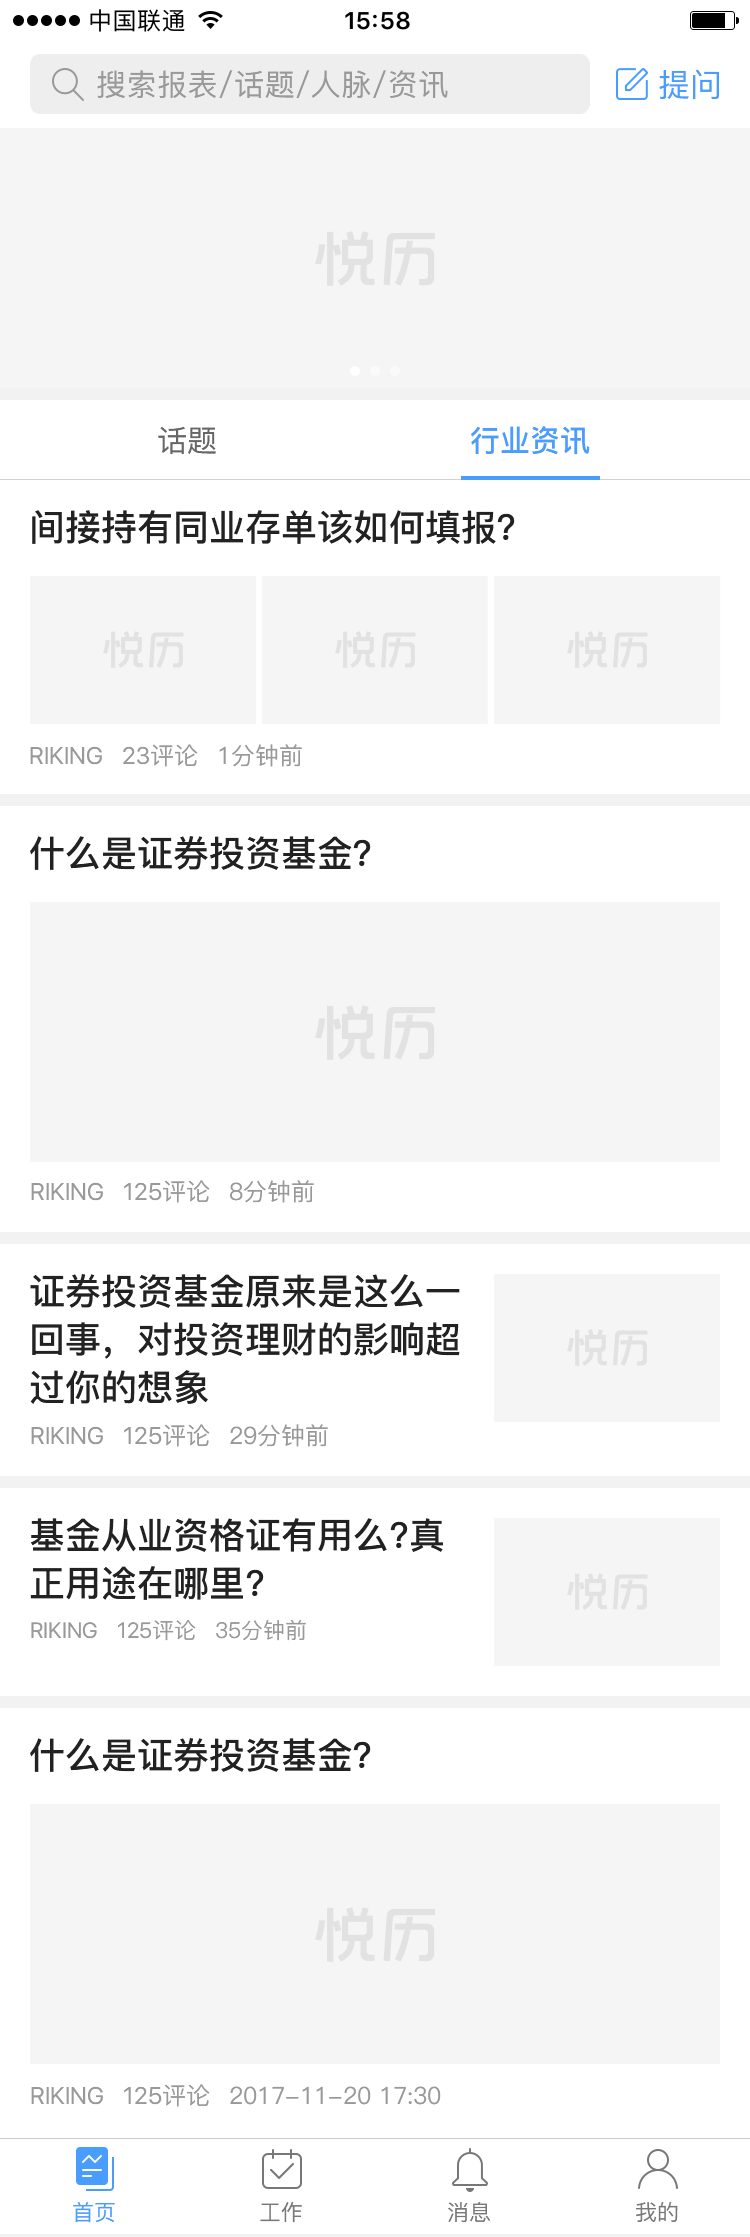 中国联通 15:58
搜索报表/话题/人脉/资讯 提问
悦历
话题 行业资讯
间接持有同业存单该如何填报?
悦历 悦历 悦历
RIKING 23评论 1分钟前
什么是证券投资基金?
悦历
RIKING 125评论 8分钟前
证券投资基金原来是这么一
回事，对投资理财的影响超
过你的想象
悦历
RIKING 125评论 29分钟前
基金从业资格证有用么?真
正用途在哪里?
悦历
RIKING 125评论 35分钟前
什么是证券投资基金?
悦历
RIKING 125评论 2017-11-20 17:30
首页 工作 消息 我的